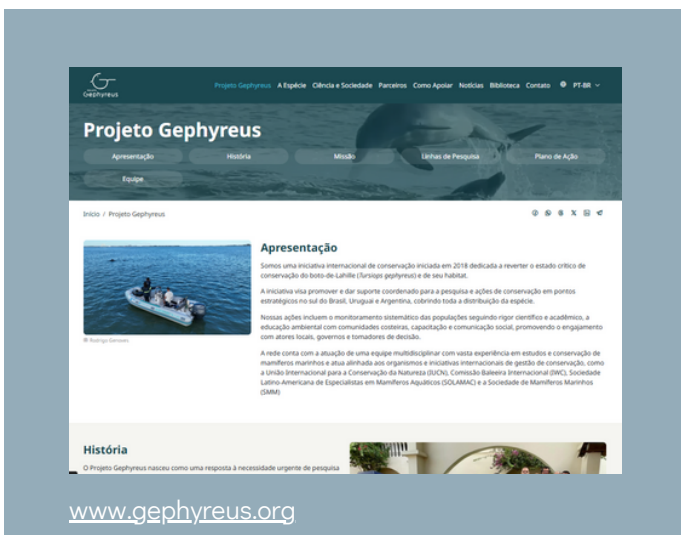 Gephyreus
Projeto Gephyreus A Espécie Ciência e Sociedade Parceiros Como Apoiar Notícias Biblioteca Contato PT-BR
Projeto Gephyreus
Apresentação História Missão Linhas de Pesquisa Plano de Ação
Equipe
Início / Projeto Gephyreus
Apresentação
Somos uma iniciativa internacional de conservação iniciada em 2018 dedicada a reverter o estado crítico de
conservação do boto-de-Lahille (Tursiops gephyreus) e de seu habitat.
A iniciativa visa promover e dar suporte coordenado para a pesquisa e ações de conservação em pontos
estratégicos no sul do Brasil, Uruguai e Argentina, cobrindo toda a distribuição da espécie.
Nossas ações incluem o monitoramento sistemático das populações seguindo rigor científico e acadêmico, a
educação ambiental com comunidades costeiras, capacitação e comunicação social, promovendo o engajamento
com atores locais, governos e tomadores de decisão.
A rede conta com a atuação de uma equipe multidisciplinar com vasta experiência em estudos e conservação de
mamíferos marinhos e atua alinhada aos organismos e iniciativas internacionais de gestão de conservação, como
a União Internacional para a Conservação da Natureza (IUCN), Comissão Baleeira Internacional (IWC), Sociedade
Latino-Americana de Especialistas em Mamíferos Aquáticos (SOLAMAC) e a Sociedade de Mamíferos Marinhos
(SMM)
© Rodrigo Genoves
História
O Projeto Gephyreus nasceu como uma resposta à necessidade urgente de pesquisa
www.gephyreus.org